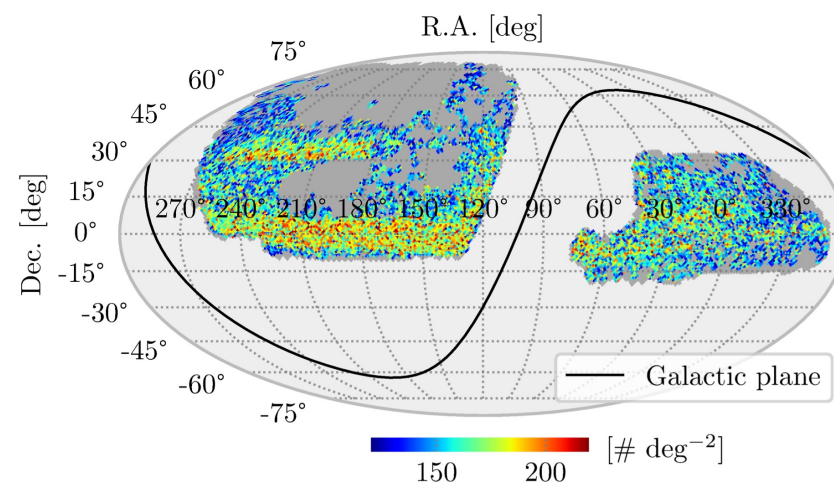 R.A. [deg]
75°
60°
45°
30°
15°
270° 240° 210° 180° 150° 120° 90° 60° 30° 0° 330°
0°
-15°
-30°
-45°
-60°
-75°
Dec. [deg]
Galactic plane
[# deg⁻²]
150 200